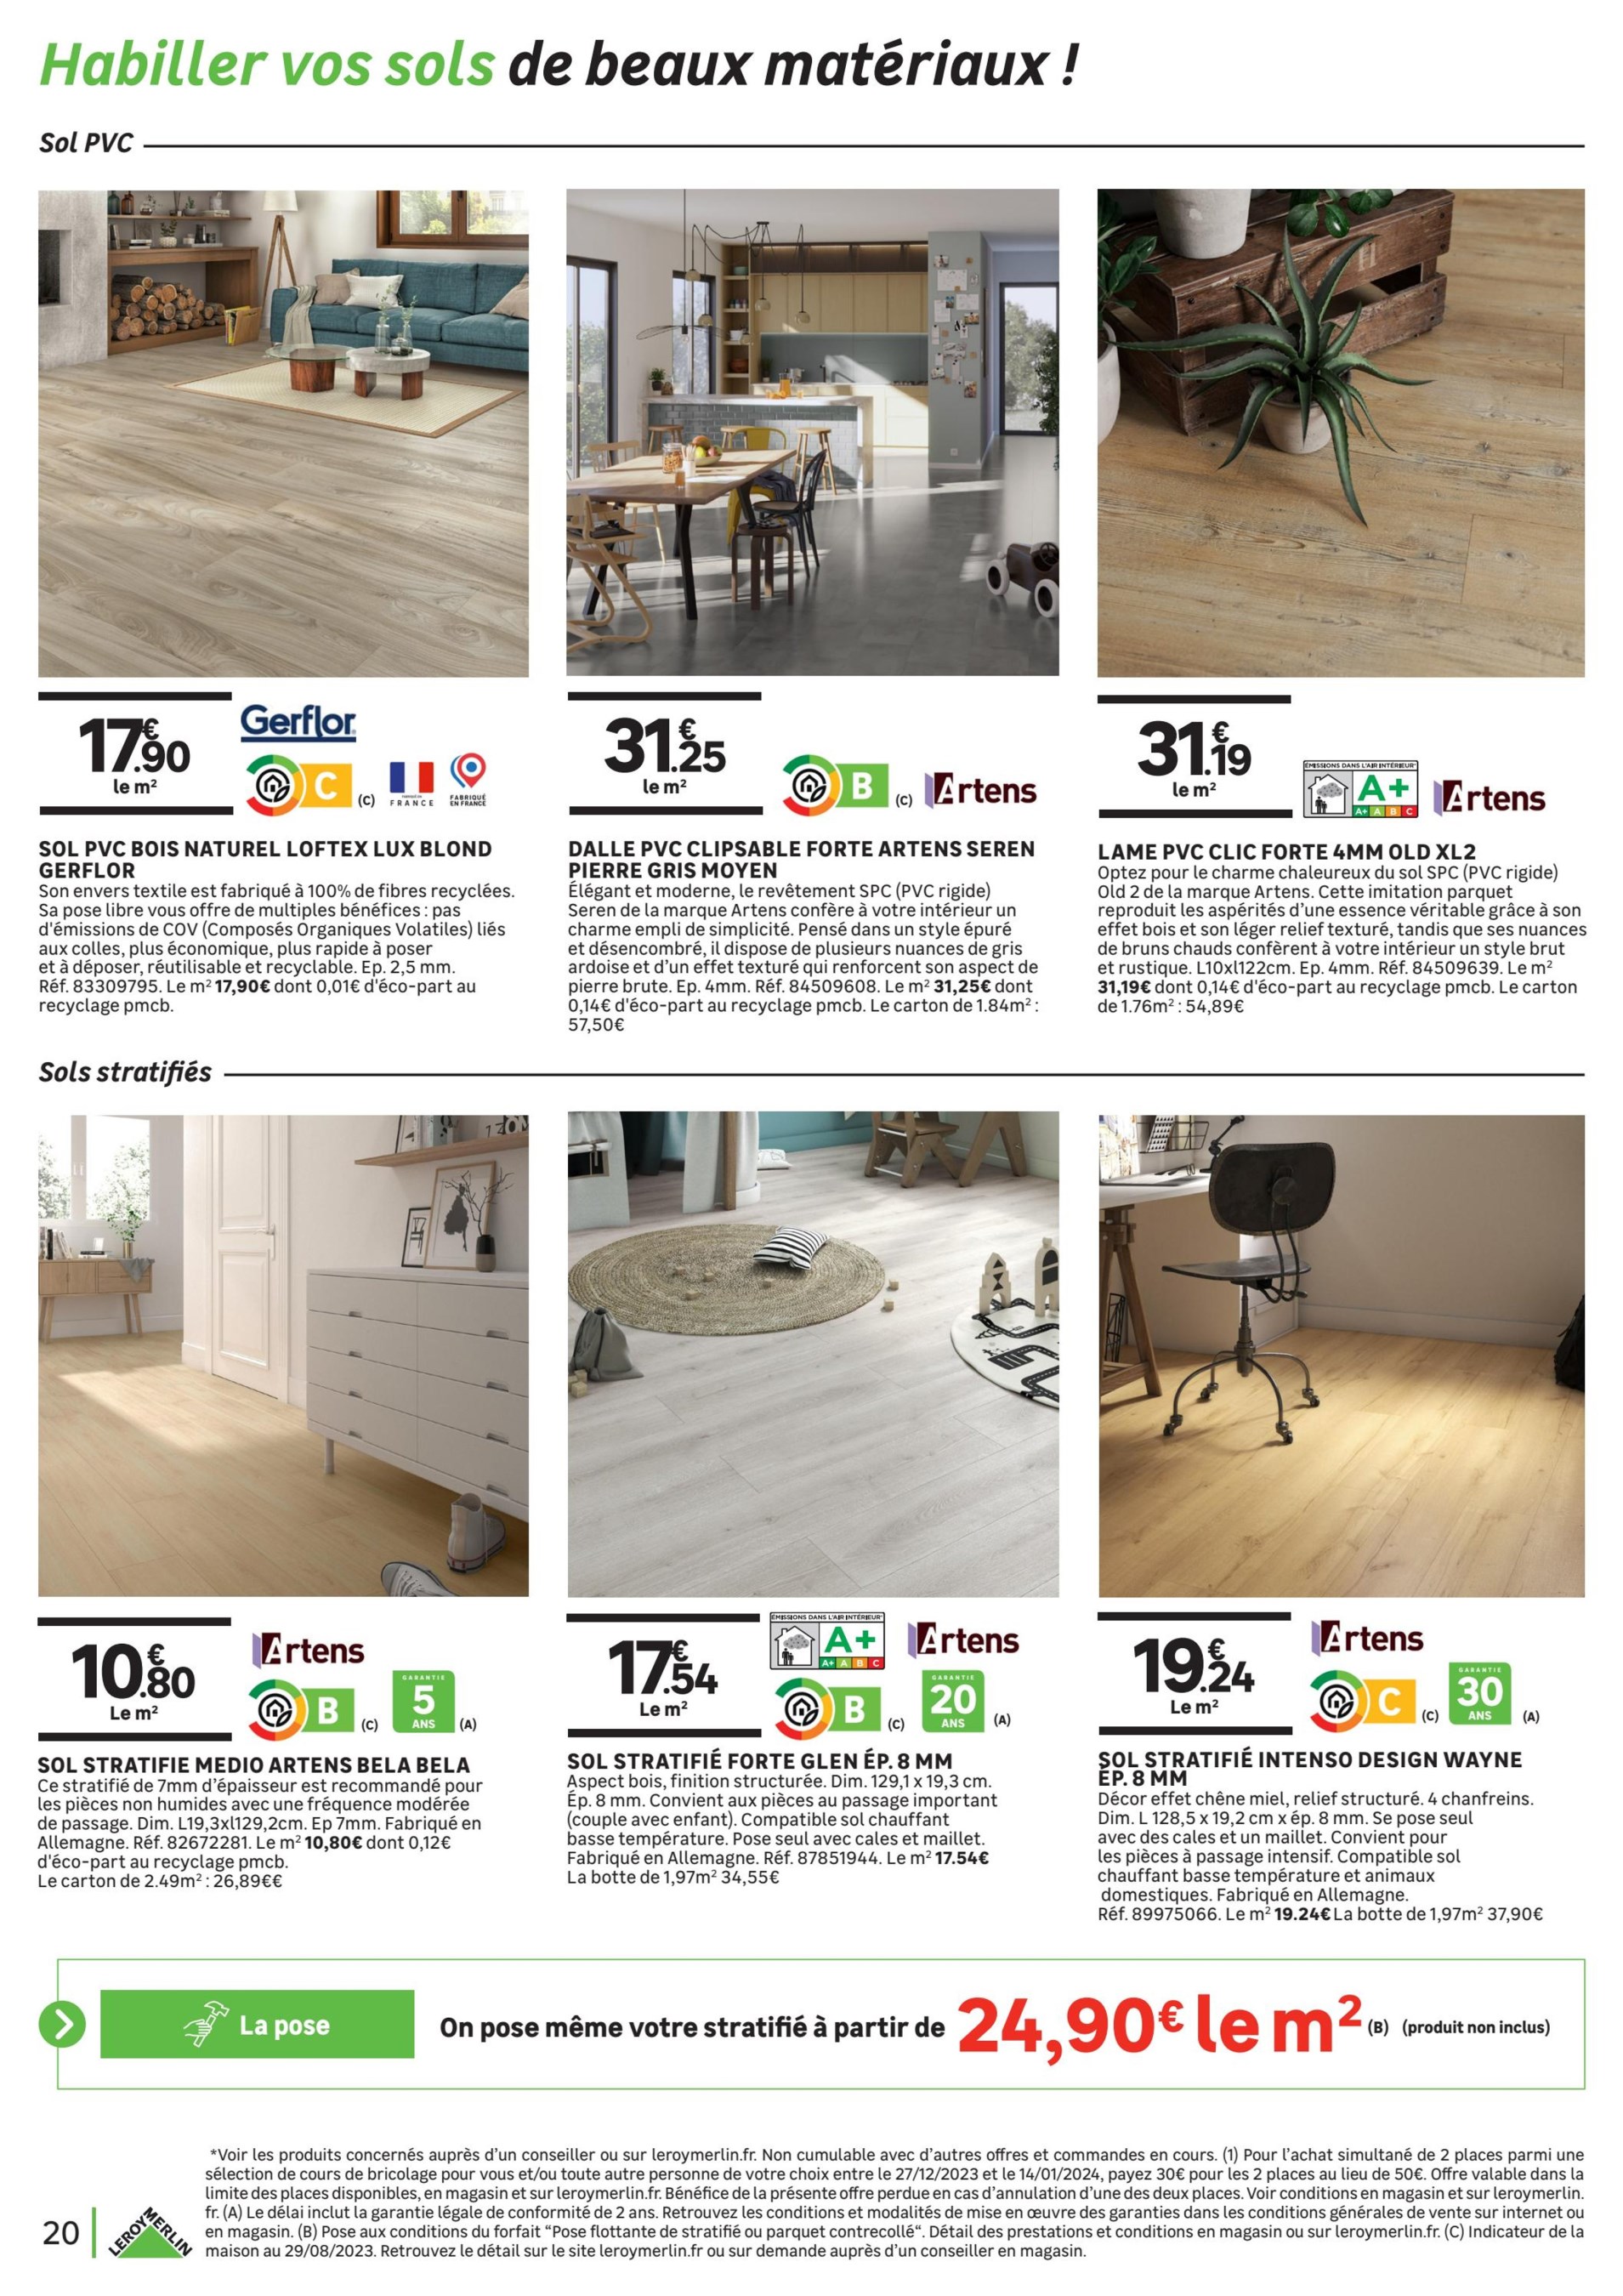 Habiller vos sols de beaux matériaux !
Sol PVC
17€90
le m²
Gerflor
C
(C)
FRANCE
FABRIQUÉ
EN FRANCE
SOL PVC BOIS NATUREL LOFTEX LUX BLOND
GERFLOR
Son envers textile est fabriqué à 100% de fibres recyclées.
Sa pose libre vous offre de multiples bénéfices : pas
d'émissions de COV (Composés Organiques Volatiles) liés
aux colles, plus économique, plus rapide à poser
et à déposer, réutilisable et recyclable. Ep. 2,5 mm.
Réf. 83309795. Le m² 17,90€ dont 0,01€ d'éco-part au
recyclage pmcb.
31€25
le m²
B
(C)
Artens
DALLE PVC CLIPSABLE FORTE ARTENS SEREN
PIERRE GRIS MOYEN
Élégant et moderne, le revêtement SPC (PVC rigide)
Seren de la marque Artens confère à votre intérieur un
charme empli de simplicité. Pensé dans un style épuré
et désencombré, il dispose de plusieurs nuances de gris
ardoise et d'un effet texturé qui renforcent son aspect de
pierre brute. Ep. 4mm. Réf. 84509608. Le m² 31,25€ dont
0,14€ d'éco-part au recyclage pmcb. Le carton de 1.84m² :
57,50€
31€19
le m²
ÉMISSIONS DANS L'AIR INTÉRIEUR*
A+
A+ A B C
Artens
LAME PVC CLIC FORTE 4MM OLD XL2
Optez pour le charme chaleureux du sol SPC (PVC rigide)
Old 2 de la marque Artens. Cette imitation parquet
reproduit les aspérités d'une essence véritable grâce à son
effet bois et son léger relief texturé, tandis que ses nuances
de bruns chauds confèrent à votre intérieur un style brut
et rustique. L10xl122cm. Ep. 4mm. Réf. 84509639. Le m²
31,19€ dont 0,14€ d'éco-part au recyclage pmcb. Le carton
de 1.76m² : 54,89€
Sols stratifiés
10€80
Le m²
Artens
B
(C)
GARANTIE
5
ANS
(A)
SOL STRATIFIE MEDIO ARTENS BELA BELA
Ce stratifié de 7mm d'épaisseur est recommandé pour
les pièces non humides avec une fréquence modérée
de passage. Dim. L19,3xl129,2cm. Ep 7mm. Fabriqué en
Allemagne. Réf. 82672281. Le m² 10,80€ dont 0,12€
d'éco-part au recyclage pmcb.
Le carton de 2.49m² : 26,89€€
17€54
Le m²
ÉMISSIONS DANS L'AIR INTÉRIEUR*
A+
A+ A B C
Artens
B
(C)
GARANTIE
20
ANS
(A)
SOL STRATIFIÉ FORTE GLEN ÉP. 8 MM
Aspect bois, finition structurée. Dim. 129,1 x 19,3 cm.
Ép. 8 mm. Convient aux pièces au passage important
(couple avec enfant). Compatible sol chauffant
basse température. Pose seul avec cales et maillet.
Fabriqué en Allemagne. Réf. 87851944. Le m² 17.54€
La botte de 1,97m² 34,55€
19€24
Le m²
Artens
C
(C)
GARANTIE
30
ANS
(A)
SOL STRATIFIÉ INTENSO DESIGN WAYNE
ÉP. 8 MM
Décor effet chêne miel, relief structuré. 4 chanfreins.
Dim. L 128,5 x 19,2 cm x ép. 8 mm. Se pose seul
avec des cales et un maillet. Convient pour
les pièces à passage intensif. Compatible sol
chauffant basse température et animaux
domestiques. Fabriqué en Allemagne.
Réf. 89975066. Le m² 19.24€ La botte de 1,97m² 37,90€
La pose
On pose même votre stratifié à partir de 24,90€ le m² (B) (produit non inclus)
*Voir les produits concernés auprès d'un conseiller ou sur leroymerlin.fr. Non cumulable avec d'autres offres et commandes en cours. (1) Pour l'achat simultané de 2 places parmi une
sélection de cours de bricolage pour vous et/ou toute autre personne de votre choix entre le 27/12/2023 et le 14/01/2024, payez 30€ pour les 2 places au lieu de 50€. Offre valable dans la
limite des places disponibles, en magasin et sur leroymerlin.fr. Bénéfice de la présente offre perdue en cas d'annulation d'une des deux places. Voir conditions en magasin et sur leroymerlin.
fr. (A) Le délai inclut la garantie légale de conformité de 2 ans. Retrouvez les conditions et modalités de mise en œuvre des garanties dans les conditions générales de vente sur internet ou
en magasin. (B) Pose aux conditions du forfait "Pose flottante de stratifié ou parquet contrecollé". Détail des prestations et conditions en magasin ou sur leroymerlin.fr. (C) Indicateur de la
maison au 29/08/2023. Retrouvez le détail sur le site leroymerlin.fr ou sur demande auprès d'un conseiller en magasin.
20
LEROY MERLIN